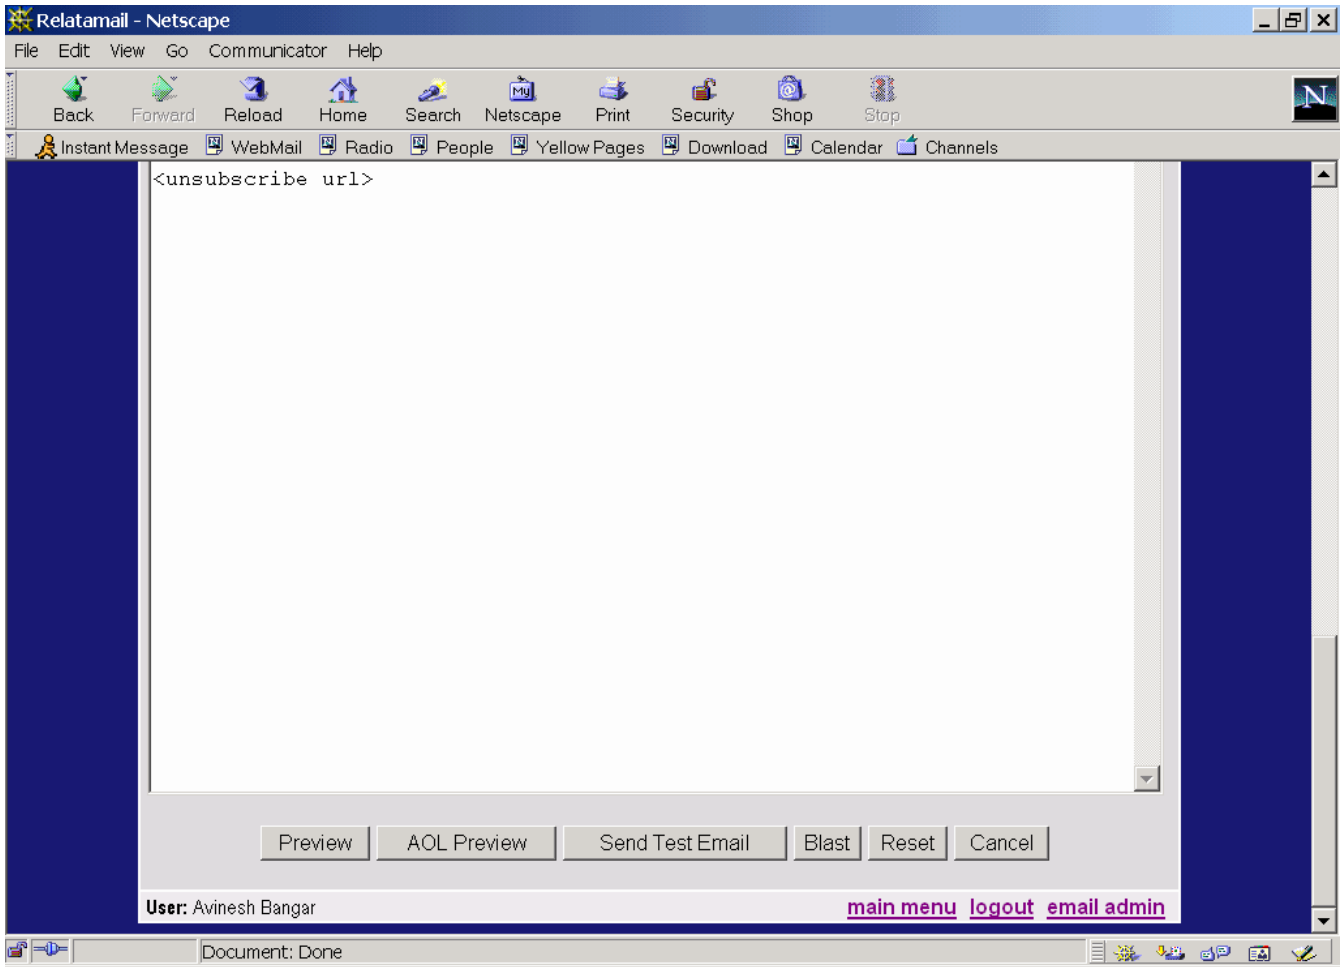 Relatamail - Netscape
File Edit View Go Communicator Help
My
N
Back Forward Reload Home Search Netscape Print Security Shop Stop
Instant Message WebMail Radio People Yellow Pages Download Calendar Channels
<unsubscribe url>
Preview AOL Preview Send Test Email Blast Reset Cancel
User: Avinesh Bangar main menu logout email admin
Document: Done